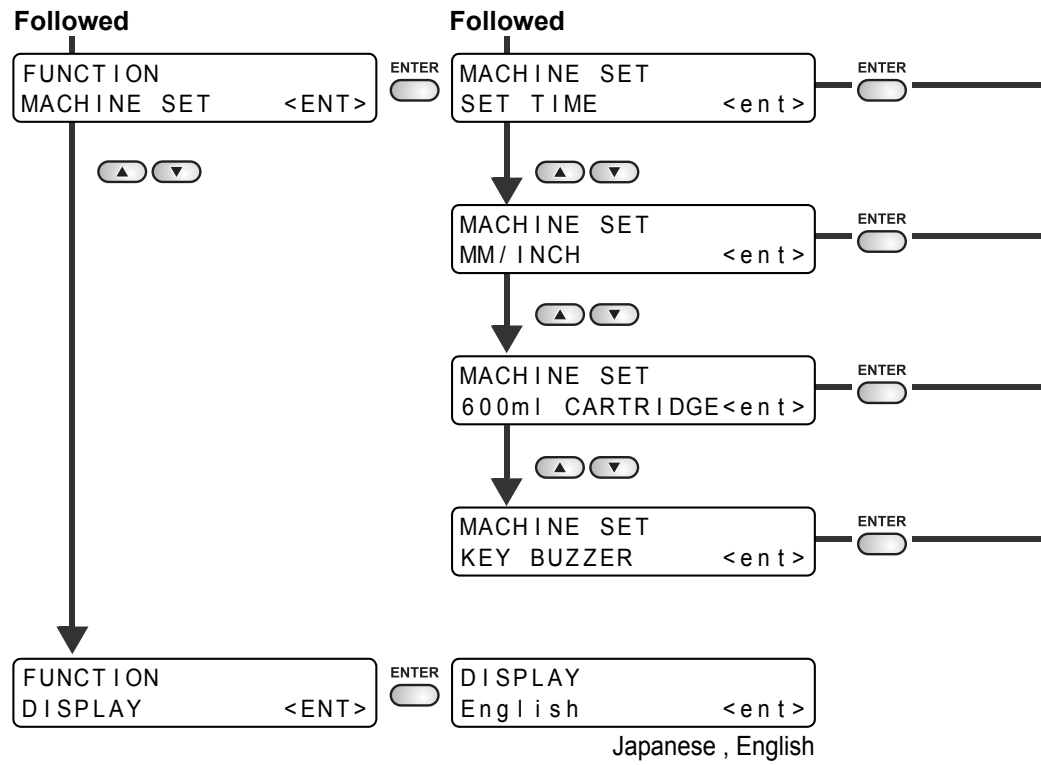 Followed
Followed
FUNCTION
MACHINE SET <ENT>
ENTER
MACHINE SET
SET TIME <ent>
ENTER
MACHINE SET
MM/INCH <ent>
ENTER
MACHINE SET
600ml CARTRIDGE<ent>
ENTER
MACHINE SET
KEY BUZZER <ent>
ENTER
FUNCTION
DISPLAY <ENT>
ENTER
DISPLAY
English <ent>
Japanese , English